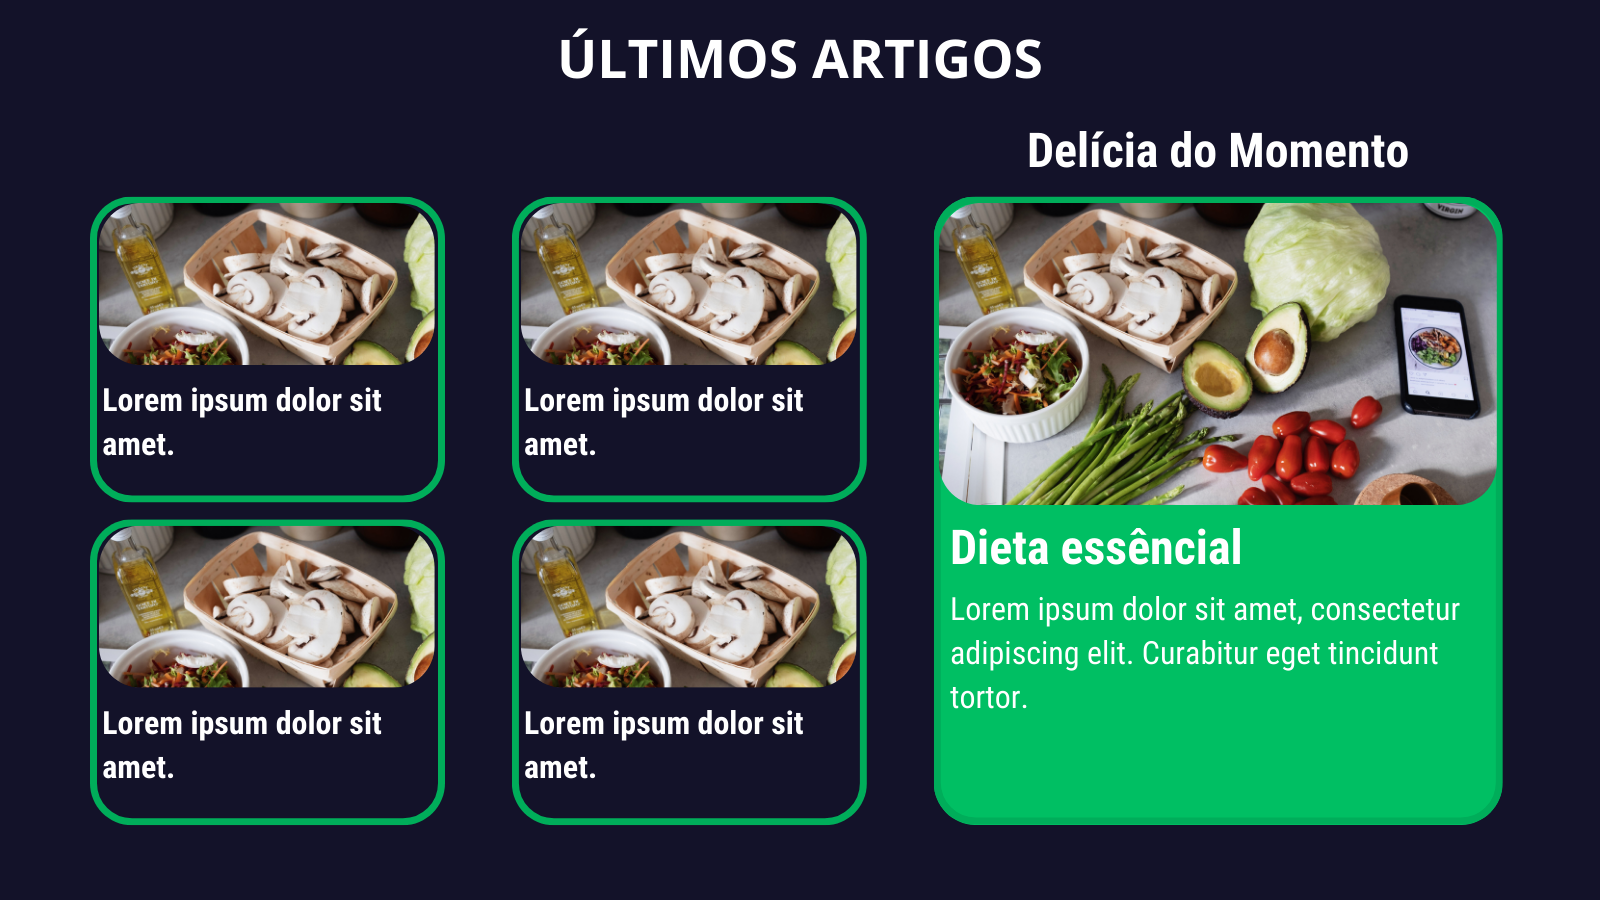 ÚLTIMOS ARTIGOS
Delícia do Momento
Lorem ipsum dolor sit
amet.
Lorem ipsum dolor sit
amet.
Lorem ipsum dolor sit
amet.
Lorem ipsum dolor sit
amet.
Dieta essêncial
Lorem ipsum dolor sit amet, consectetur
adipiscing elit. Curabitur eget tincidunt
tortor.